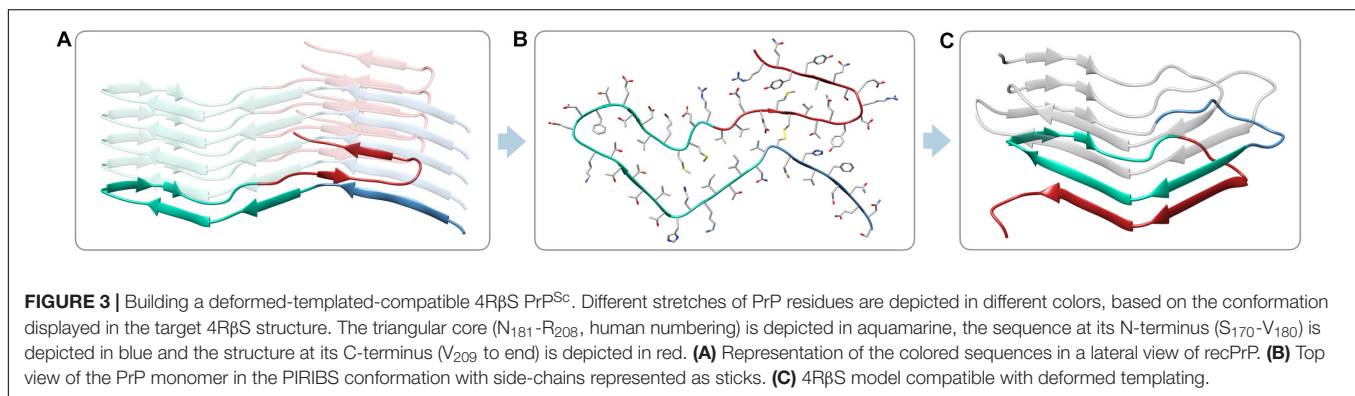 A
B
C
FIGURE 3 | Building a deformed-templated-compatible 4RβS PrPSc. Different stretches of PrP residues are depicted in different colors, based on the conformation
displayed in the target 4RβS structure. The triangular core (N181-R208, human numbering) is depicted in aquamarine, the sequence at its N-terminus (S170-V180) is
depicted in blue and the structure at its C-terminus (V209 to end) is depicted in red. (A) Representation of the colored sequences in a lateral view of recPrP. (B) Top
view of the PrP monomer in the PIRIBS conformation with side-chains represented as sticks. (C) 4RβS model compatible with deformed templating.